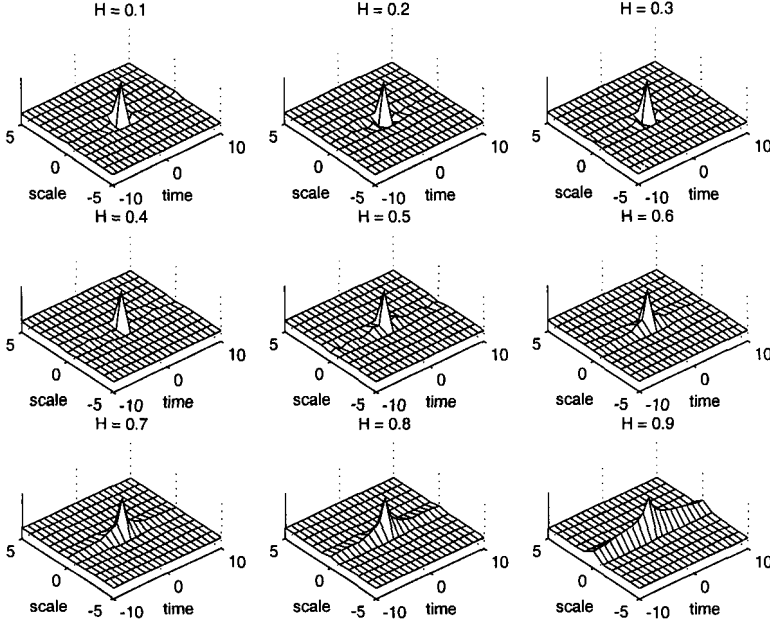 H = 0.1
H = 0.2
H = 0.3
5 0 -5 scale -10 0 10 time
5 0 -5 scale -10 0 10 time
5 0 -5 scale -10 0 10 time
H = 0.4
H = 0.5
H = 0.6
5 0 -5 scale -10 0 10 time
5 0 -5 scale -10 0 10 time
5 0 -5 scale -10 0 10 time
H = 0.7
H = 0.8
H = 0.9
5 0 -5 scale -10 0 10 time
5 0 -5 scale -10 0 10 time
5 0 -5 scale -10 0 10 time